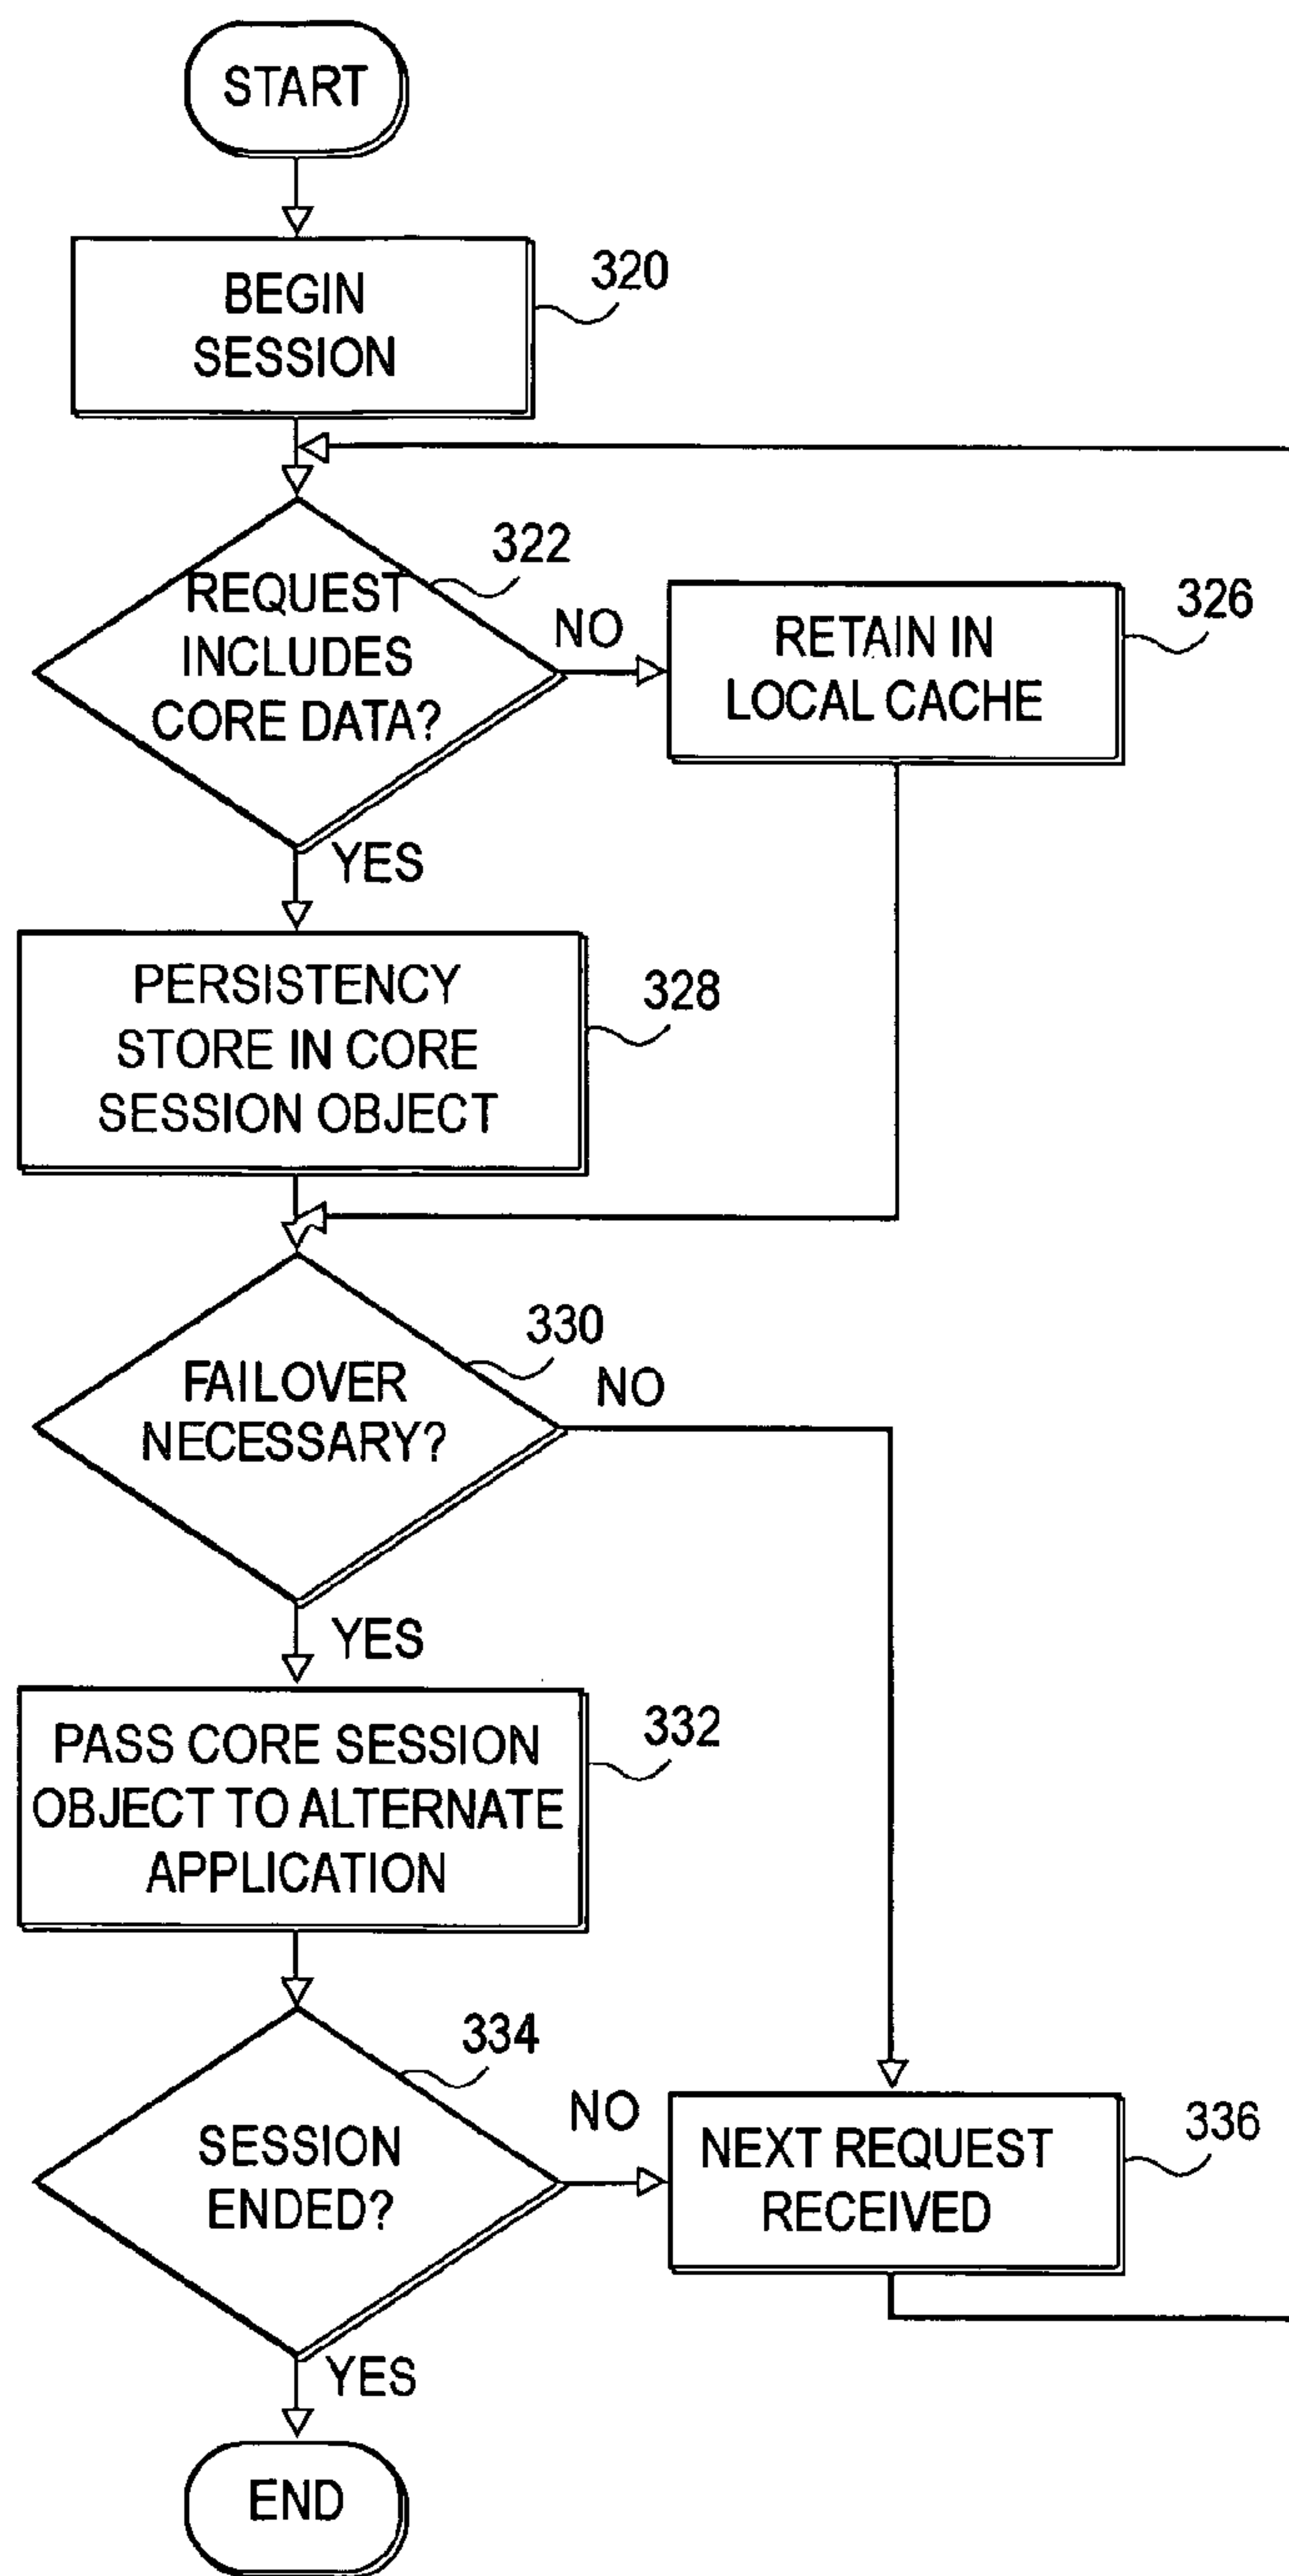 START
BEGIN
SESSION
320
REQUEST
INCLUDES
CORE DATA?
322
NO
RETAIN IN
LOCAL CACHE
326
YES
PERSISTENCY
STORE IN CORE
SESSION OBJECT
328
FAILOVER
NECESSARY?
330
NO
YES
PASS CORE SESSION
OBJECT TO ALTERNATE
APPLICATION
332
SESSION
ENDED?
334
NO
NEXT REQUEST
RECEIVED
336
YES
END